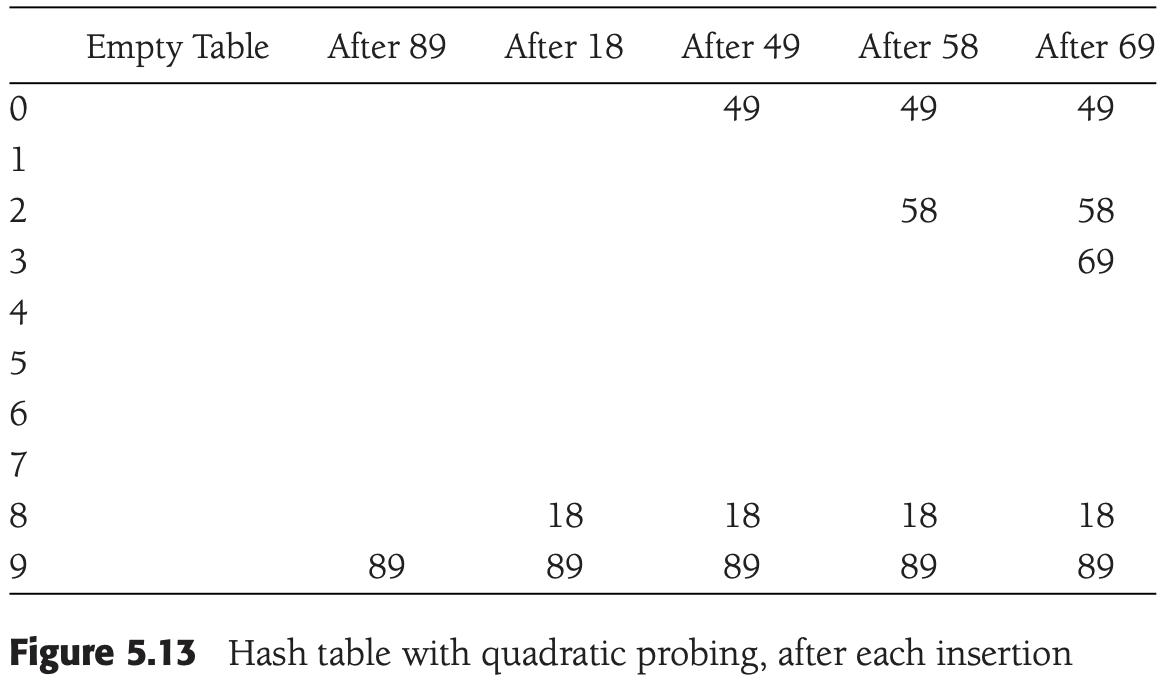 Empty Table After 89 After 18 After 49 After 58 After 69
0 49 49 49
1
2 58 58
3 69
4
5
6
7
8 18 18 18 18
9 89 89 89 89 89
Figure 5.13 Hash table with quadratic probing, after each insertion